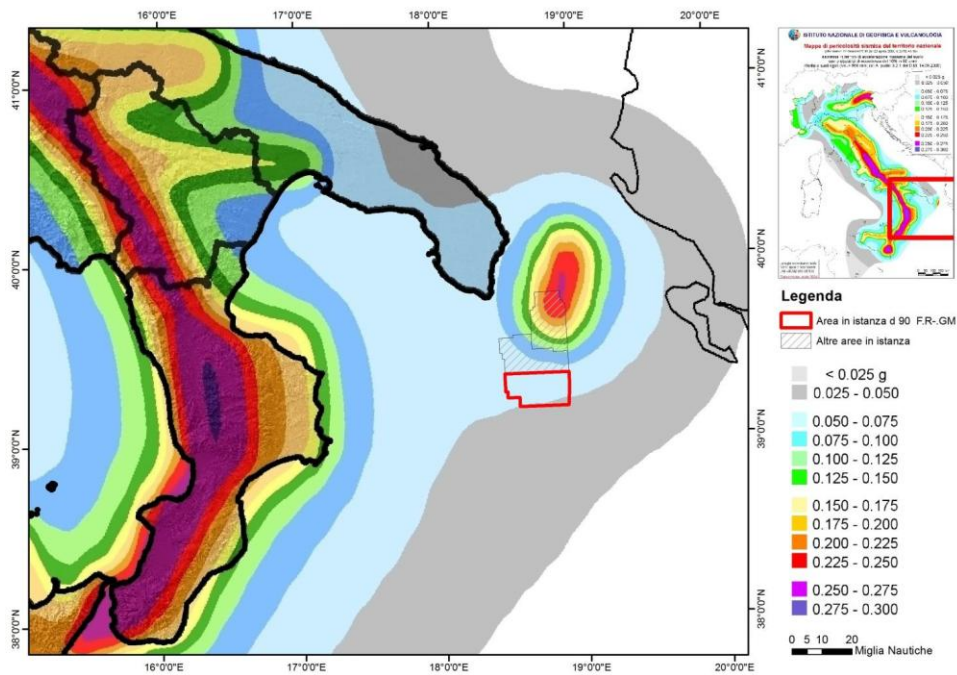 16°0'0"E
17°0'0"E
18°0'0"E
19°0'0"E
20°0'0"E
41°0'0"N
40°0'0"N
39°0'0"N
38°0'0"N
41°0'0"N
40°0'0"N
39°0'0"N
38°0'0"N
16°0'0"E
17°0'0"E
18°0'0"E
19°0'0"E
20°0'0"E
ISTITUTO NAZIONALE DI GEOFISICA E VULCANOLOGIA
Mappa di pericolosità sismica del territorio nazionale
Legenda
Area in istanza d 90 F.R-.GM
Altre aree in istanza
< 0.025 g
0.025 - 0.050
0.050 - 0.075
0.075 - 0.100
0.100 - 0.125
0.125 - 0.150
0.150 - 0.175
0.175 - 0.200
0.200 - 0.225
0.225 - 0.250
0.250 - 0.275
0.275 - 0.300
0 5 10 20
Miglia Nautiche